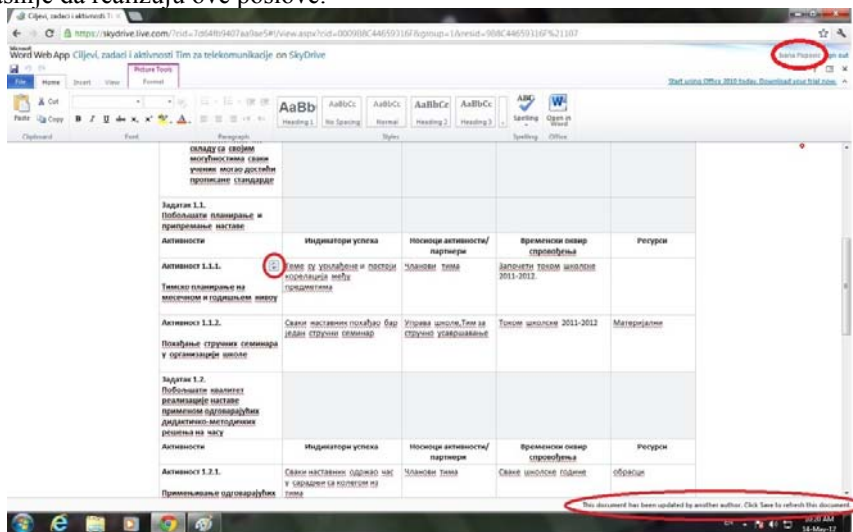 snije da realizuju ove poslove.
Ciljevi, zadaci i aktivnosti Ti
https://skydrive.live.com/
Microsoft
Word Web App Ciljevi, zadaci i aktivnosti Tim za telekomunikacije on SkyDrive
Picture Tools
File Home Insert View Format
Start using Office 2010 today. Download your trial now.
Cut
Paste Copy
AaBb AaBbCc AaBbCc AaBbCc AaBbCc
Heading 1 No Spacing Normal Heading 2 Heading 3
Spelling Open in Word
Clipboard Font Paragraph Styles Spelling Office
складу са својим
могућностима сваки
ученик могао достићи
прописане стандарде
Задатак 1.1.
Побољшати планирање и
припремање наставе
Активности Индикатори успеха Носиоци активности/ партнери Временски оквир спровођења Ресурси
Активност 1.1.1. Теме су усклађене и постоји Чланови тима Започети током школске
корелација међу 2011-2012.
Тимско планирање на предметима
месечном и годишњем нивоу
Активност 1.1.2. Сваки наставник похађао бар Управа школе,Тим за Током школске 2011-2012 Материјални
један стручни семинар стручно усавршавање
Похађање стручних семинара
у организацији школе
Задатак 1.2.
Побољшати квалитет
реализације наставе
применом одговарајућих
дидактичко-методичких
решења на часу
Активности Индикатори успеха Носиоци активности/ партнери Временски оквир спровођења Ресурси
Активност 1.2.1. Сваки наставник одржао час Чланови тима Сваке школске године обрасци
у сарадњи са колегом из
Примењивање одговарајућих тима
This document has been updated by another author. Click Save to refresh this document.
10:20 AM
14-May-12